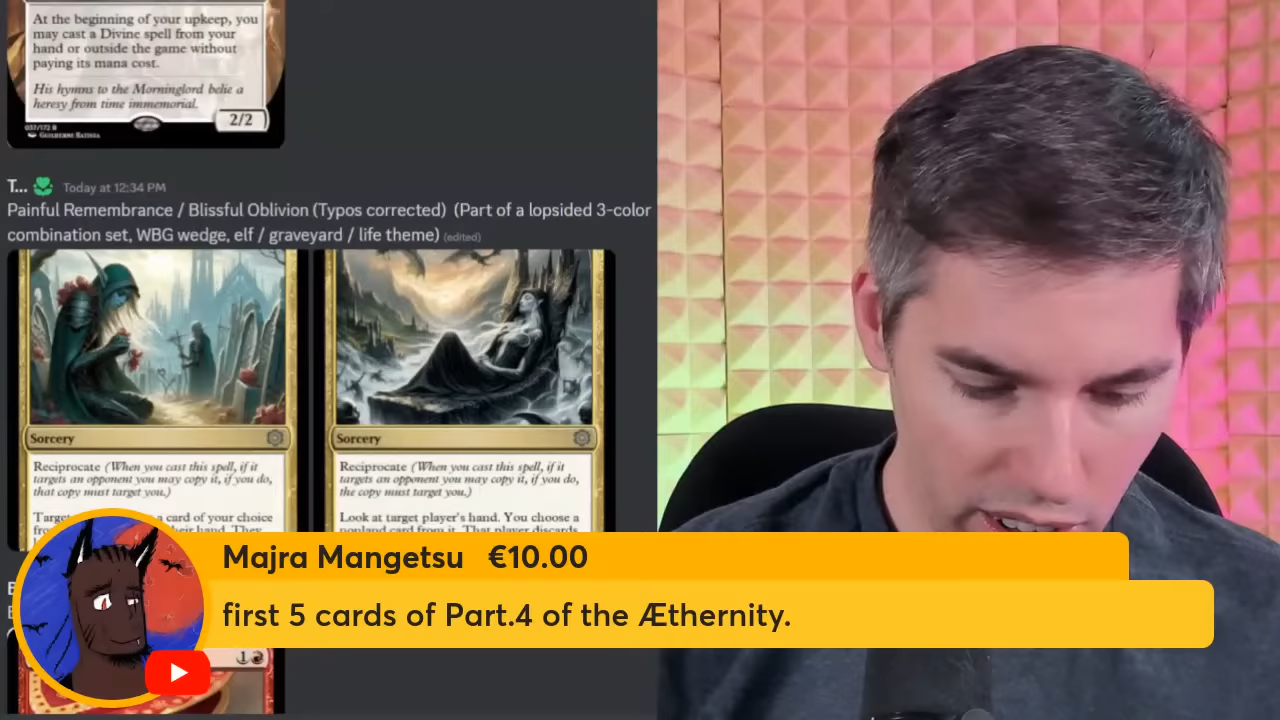 At the beginning of your upkeep, you
may cast a Divine spell from your
hand or outside the game without
paying its mana cost.
His hymns to the Morninglord belie a
heresy from time immemorial.
2/2
037/172 R
Guilherme Batista
T... Today at 12:34 PM
Painful Remembrance / Blissful Oblivion (Typos corrected) (Part of a lopsided 3-color
combination set, WBG wedge, elf / graveyard / life theme) (edited)
Sorcery
Reciprocate (When you cast this spell, if it
targets an opponent you may copy it, if you do,
that copy must target you.)
Target a card of your choice
their hand. They
Sorcery
Reciprocate (When you cast this spell, if it
targets an opponent you may copy it, if you do,
the copy must target you.)
Look at target player's hand. You choose a
nonland card from it. That player discards
1
Majra Mangetsu €10.00
first 5 cards of Part.4 of the Æthernity.